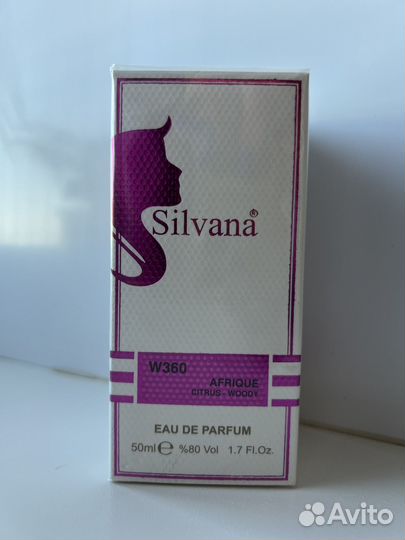 Silvana®
W360
AFRIQUE
CITRUS - WOODY
EAU DE PARFUM
50ml℮ %80 Vol 1.7 Fl.Oz.
Avito